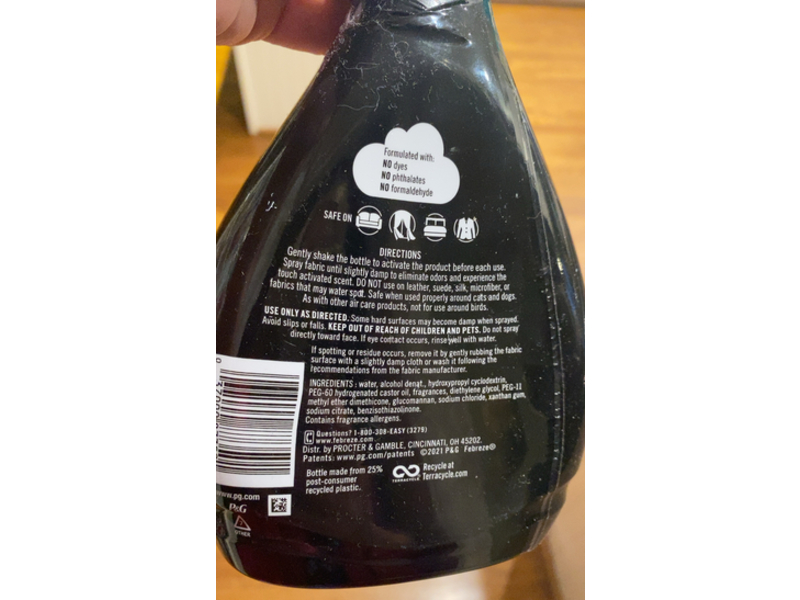 Formulated with:
NO dyes
NO phthalates
NO formaldehyde
SAFE ON
DIRECTIONS
Gently shake the bottle to activate the product before each use.
Spray fabric until slightly damp to eliminate odors and experience the
touch activated scent. DO NOT use on leather, suede, silk, microfiber, or
fabrics that may water spot. Safe when used properly around cats and dogs.
As with other air care products, not for use around birds.
USE ONLY AS DIRECTED. Some hard surfaces may become damp when sprayed.
Avoid slips or falls. KEEP OUT OF REACH OF CHILDREN AND PETS. Do not spray
directly toward face. If eye contact occurs, rinse well with water.
If spotting or residue occurs, remove it by gently rubbing the fabric
surface with a slightly damp cloth or wash it following the
recommendations from the fabric manufacturer.
INGREDIENTS: water, alcohol denat., hydroxypropyl cyclodextrin,
PEG-60 hydrogenated castor oil, fragrances, diethylene glycol, PEG-11
methyl ether dimethicone, glucomannan, sodium chloride, xanthan gum,
sodium citrate, benzisothiazolinone.
Contains fragrance allergens.
Questions? 1-800-308-EASY (3279)
www.febreze.com
Distr. by PROCTER & GAMBLE, CINCINNATI, OH 45202.
Patents: www.pg.com/patents ©2021 P&G Febreze®
Bottle made from 25%
post-consumer
recycled plastic.
TERRACYCLE
Recycle at
Terracycle.com
www.pg.com
P&G
7
OTHER